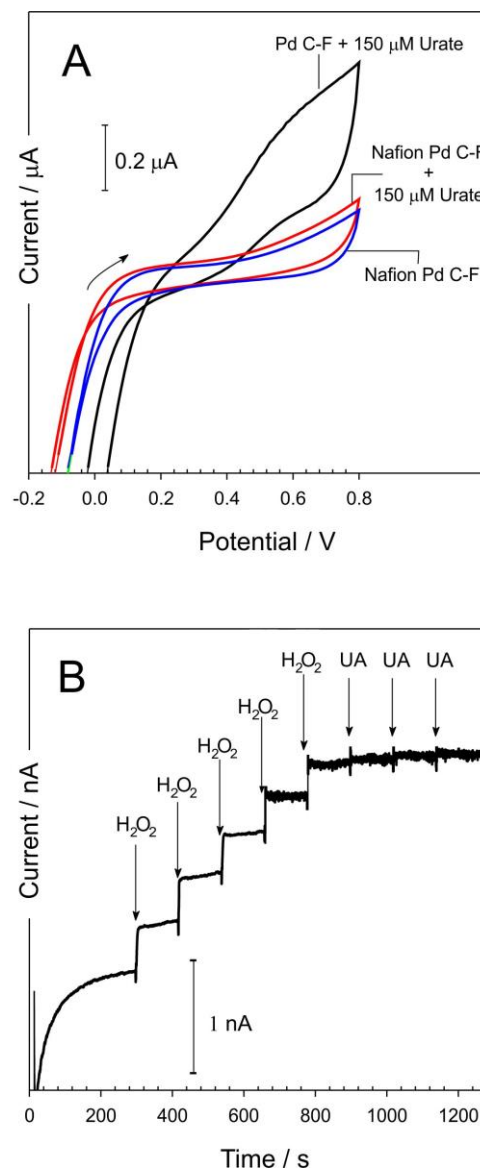 A
Pd C-F + 150 μM Urate
0.2 μA
Nafion Pd C-F
+
150 μM Urate
Nafion Pd C-F
Current / μA
-0.2 0.0 0.2 0.4 0.6 0.8
Potential / V
B
H₂O₂ UA UA UA
H₂O₂
H₂O₂
H₂O₂
H₂O₂
1 nA
Current / nA
0 200 400 600 800 1000 1200
Time / s